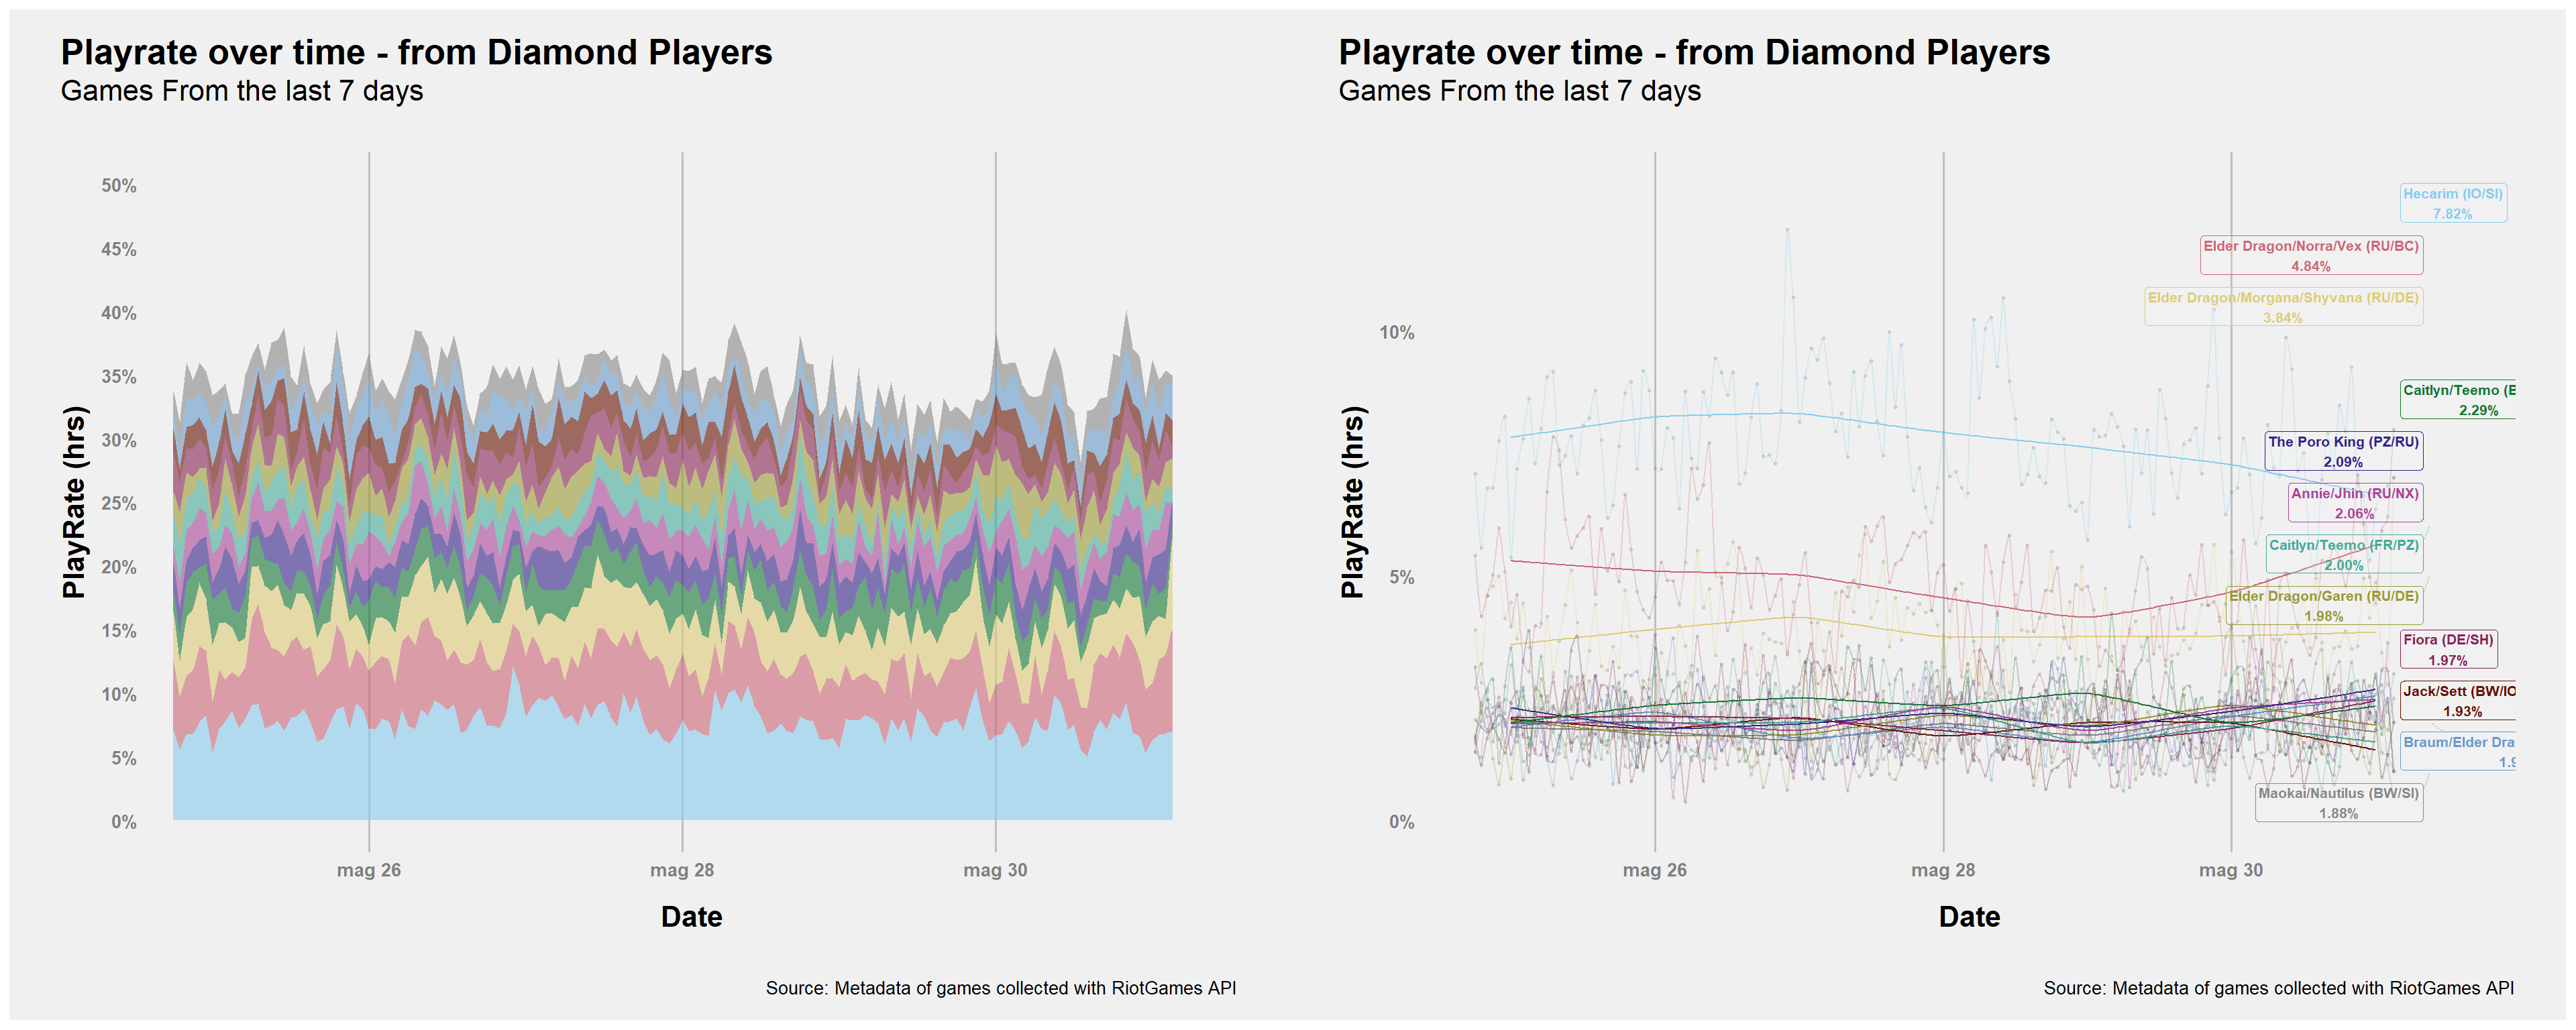 Playrate over time - from Diamond Players
Games From the last 7 days
PlayRate (hrs)
50%
45%
40%
35%
30%
25%
20%
15%
10%
5%
0%
mag 26
mag 28
mag 30
Date
Source: Metadata of games collected with RiotGames API
Playrate over time - from Diamond Players
Games From the last 7 days
PlayRate (hrs)
10%
5%
0%
mag 26
mag 28
mag 30
Hecarim (IO/SI)
7.82%
Elder Dragon/Norra/Vex (RU/BC)
4.84%
Elder Dragon/Morgana/Shyvana (RU/DE)
3.84%
Caitlyn/Teemo (
2.29%
The Poro King (PZ/RU)
2.09%
Annie/Jhin (RU/NX)
2.06%
Caitlyn/Teemo (FR/PZ)
2.00%
Elder Dragon/Garen (RU/DE)
1.98%
Fiora (DE/SH)
1.97%
Jack/Sett (BW/IO
1.93%
Braum/Elder Dra
1.9
Maokai/Nautilus (BW/SI)
1.88%
Date
Source: Metadata of games collected with RiotGames API